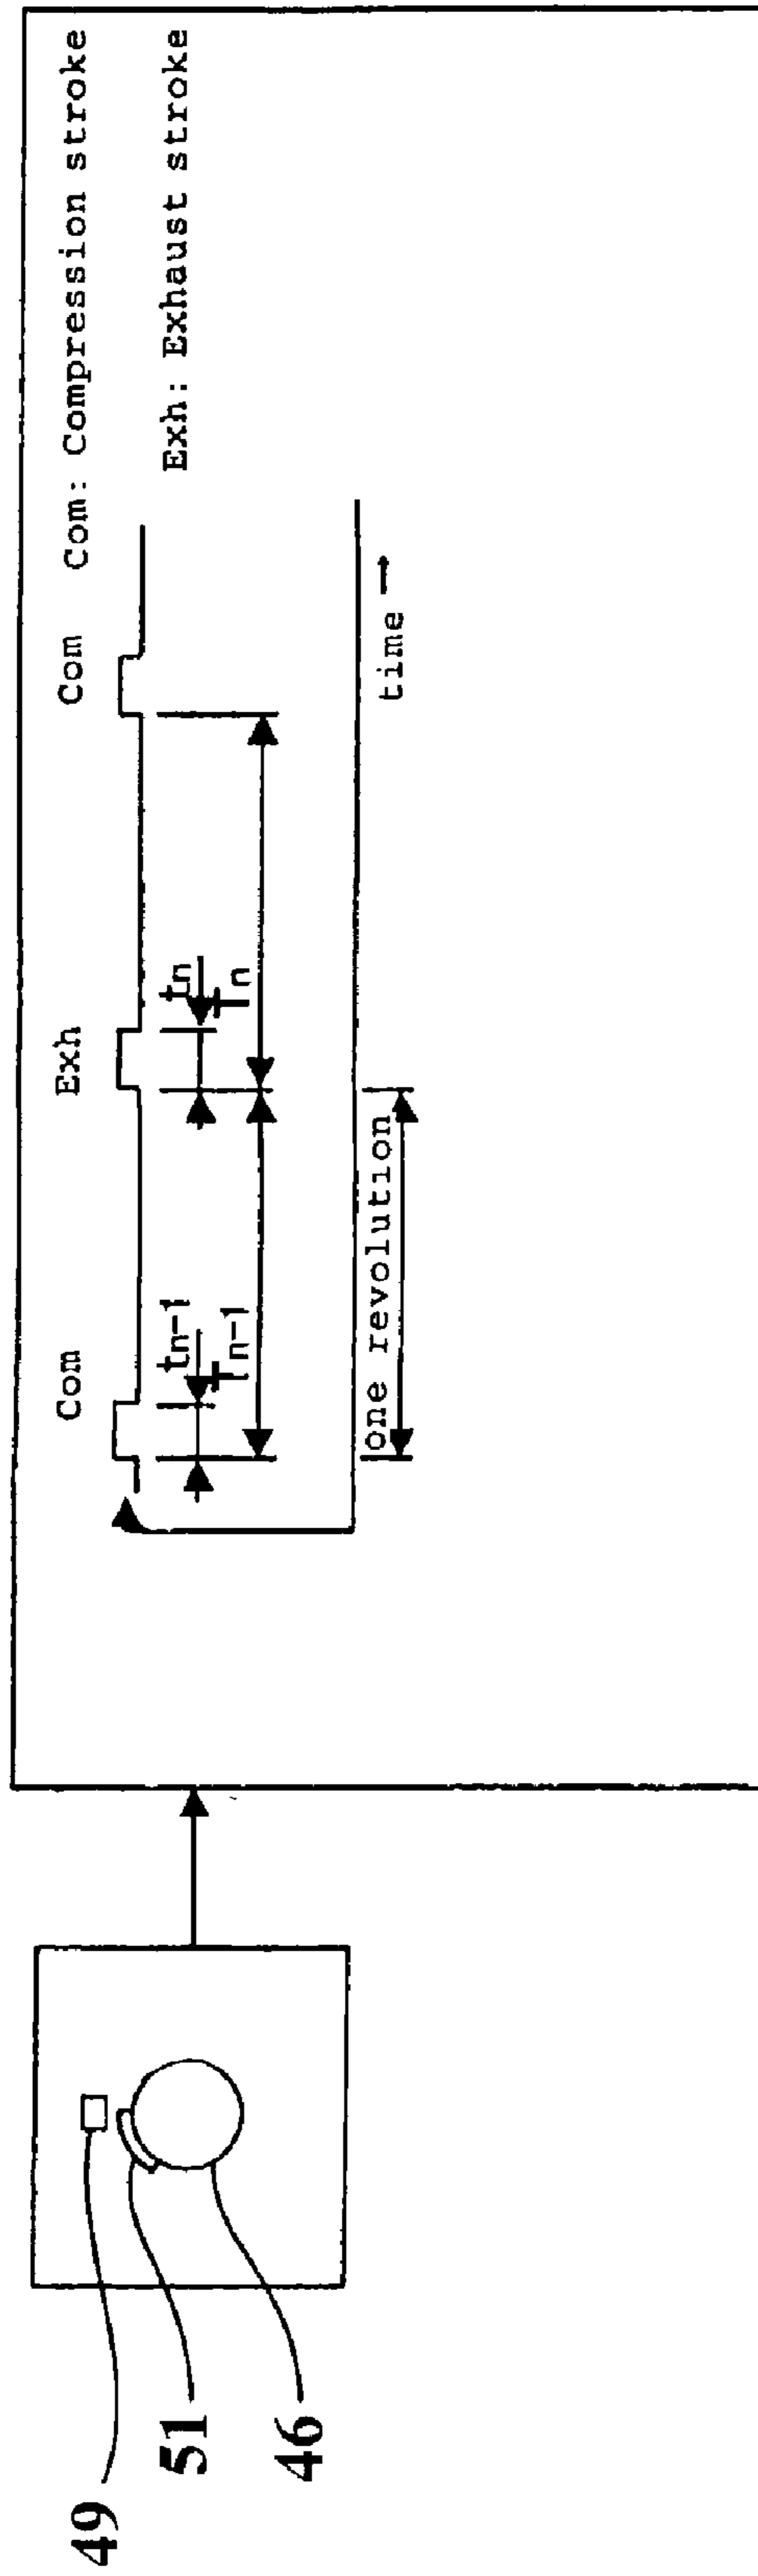 Com Com: Compression stroke
Com Exh Exh: Exhaust stroke
tn-1 tn
Tn-1 Tn
one revolution time →
49
51
46